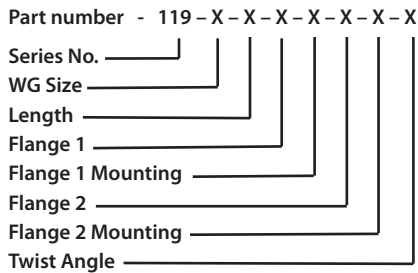 Part number - 119 – X – X – X – X – X – X – X
Series No.
WG Size
Length
Flange 1
Flange 1 Mounting
Flange 2
Flange 2 Mounting
Twist Angle